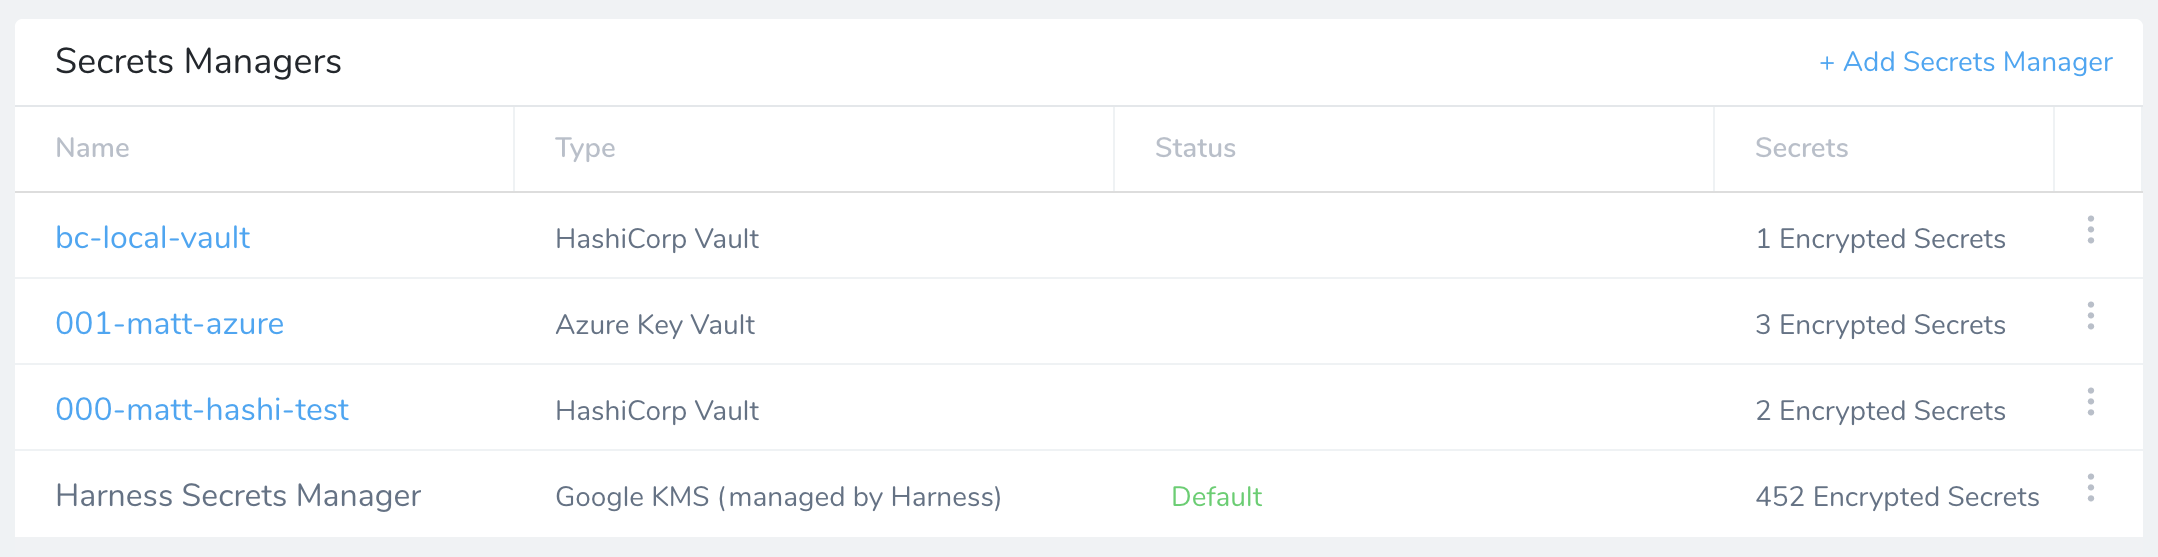 Secrets Managers
+ Add Secrets Manager
Name Type Status Secrets
bc-local-vault HashiCorp Vault 1 Encrypted Secrets
001-matt-azure Azure Key Vault 3 Encrypted Secrets
000-matt-hashi-test HashiCorp Vault 2 Encrypted Secrets
Harness Secrets Manager Google KMS (managed by Harness) Default 452 Encrypted Secrets